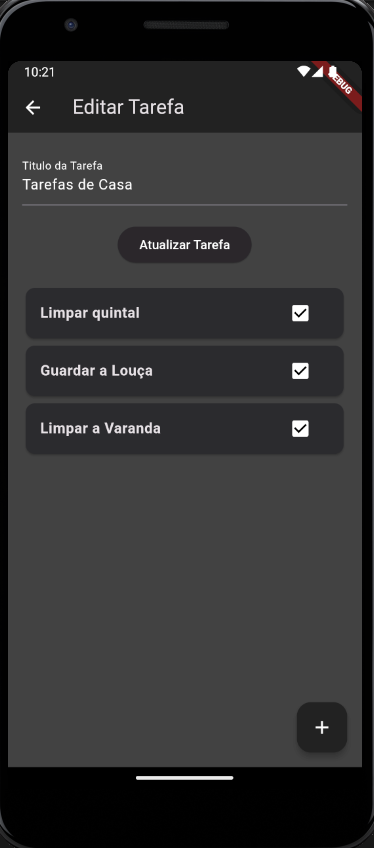 10:21
DEBUG
Editar Tarefa
Titulo da Tarefa
Tarefas de Casa
Atualizar Tarefa
Limpar quintal
Guardar a Louça
Limpar a Varanda
+